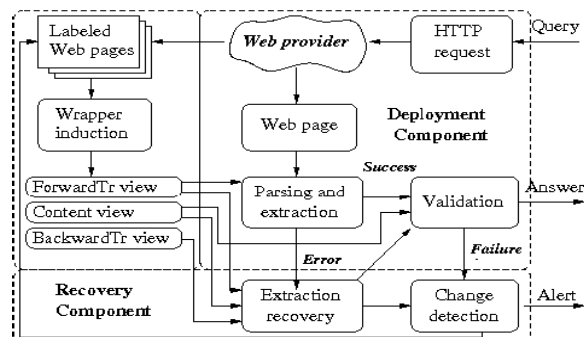 Labeled
Web pages
Web provider
HTTP
request
Query
Wrapper
induction
Web page
Deployment
Component
Success
ForwardTr view
Content view
BackwardTr view
Parsing and
extraction
Validation
Answer
Error
Failure
Recovery
Component
Extraction
recovery
Change
detection
Alert